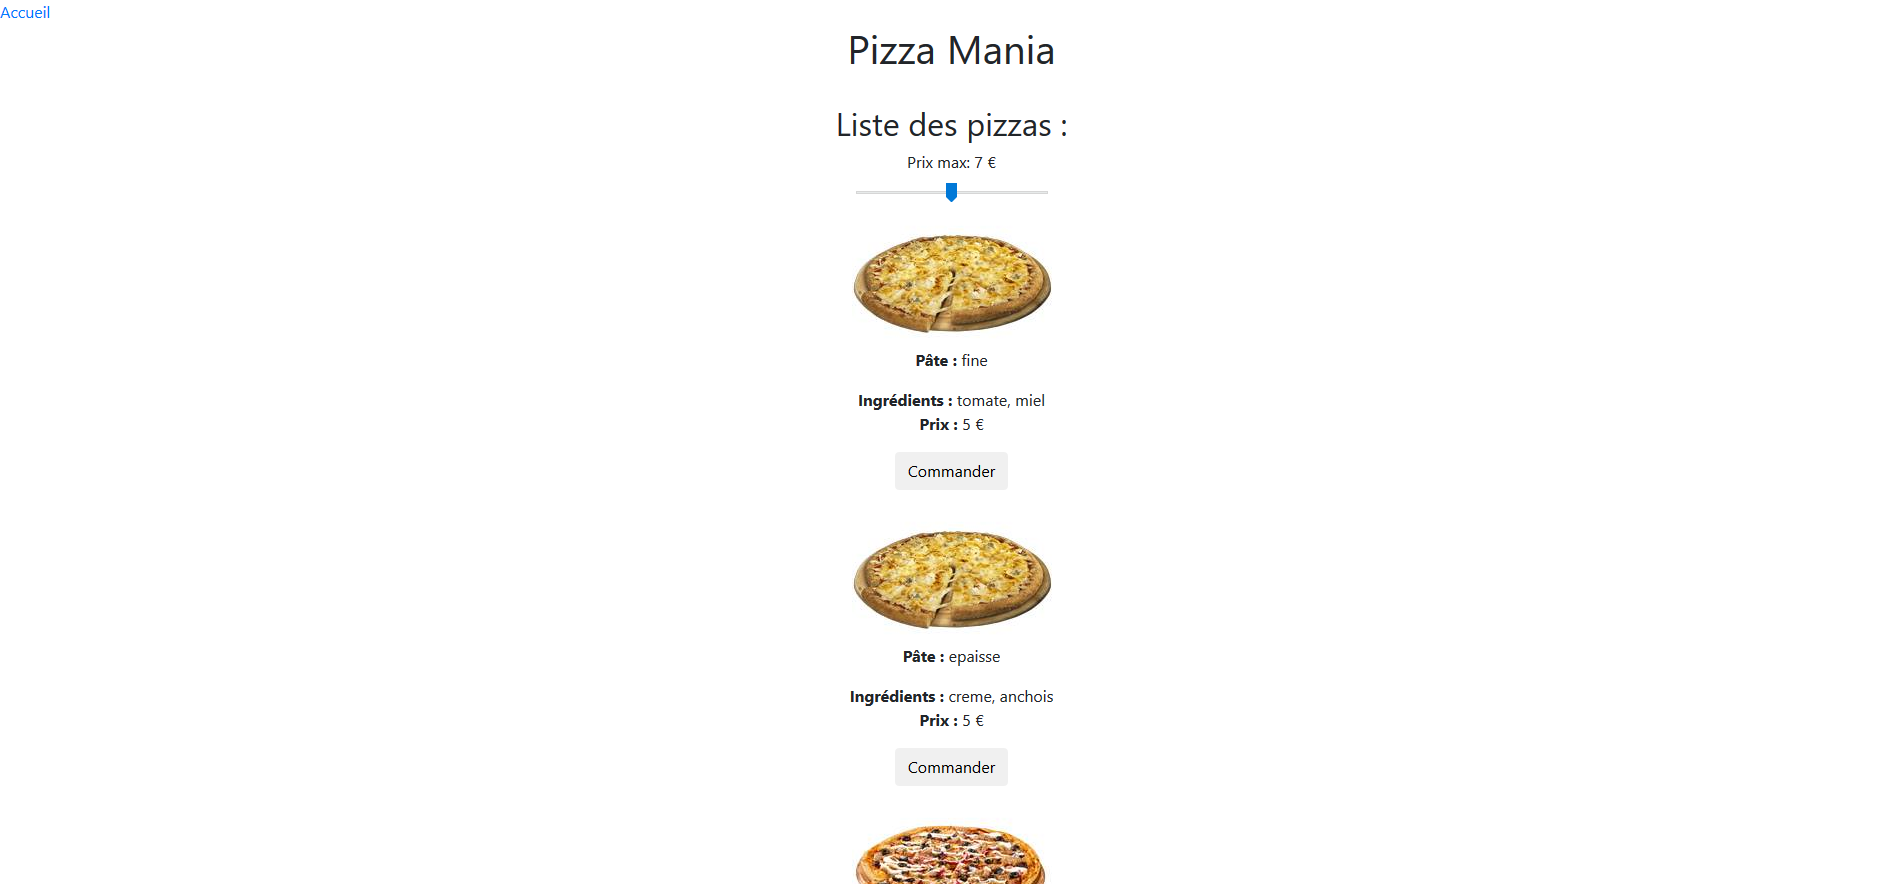 Accueil
Pizza Mania
Liste des pizzas :
Prix max: 7 €
Pâte : fine
Ingrédients : tomate, miel
Prix : 5 €
Commander
Pâte : epaisse
Ingrédients : creme, anchois
Prix : 5 €
Commander